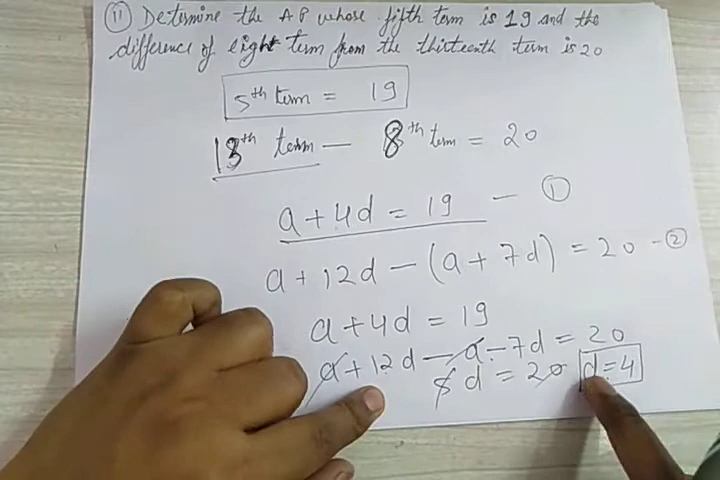 11 Determine the AP whose fifth term is 19 and the
difference of eight term from the thirteenth term is 20
5th term = 19
13th term - 8th term = 20
a + 4d = 19 - 1
a + 12d - (a + 7d) = 20 - 2
a + 4d = 19
a + 12d - a - 7d = 20
5d = 20 d = 4